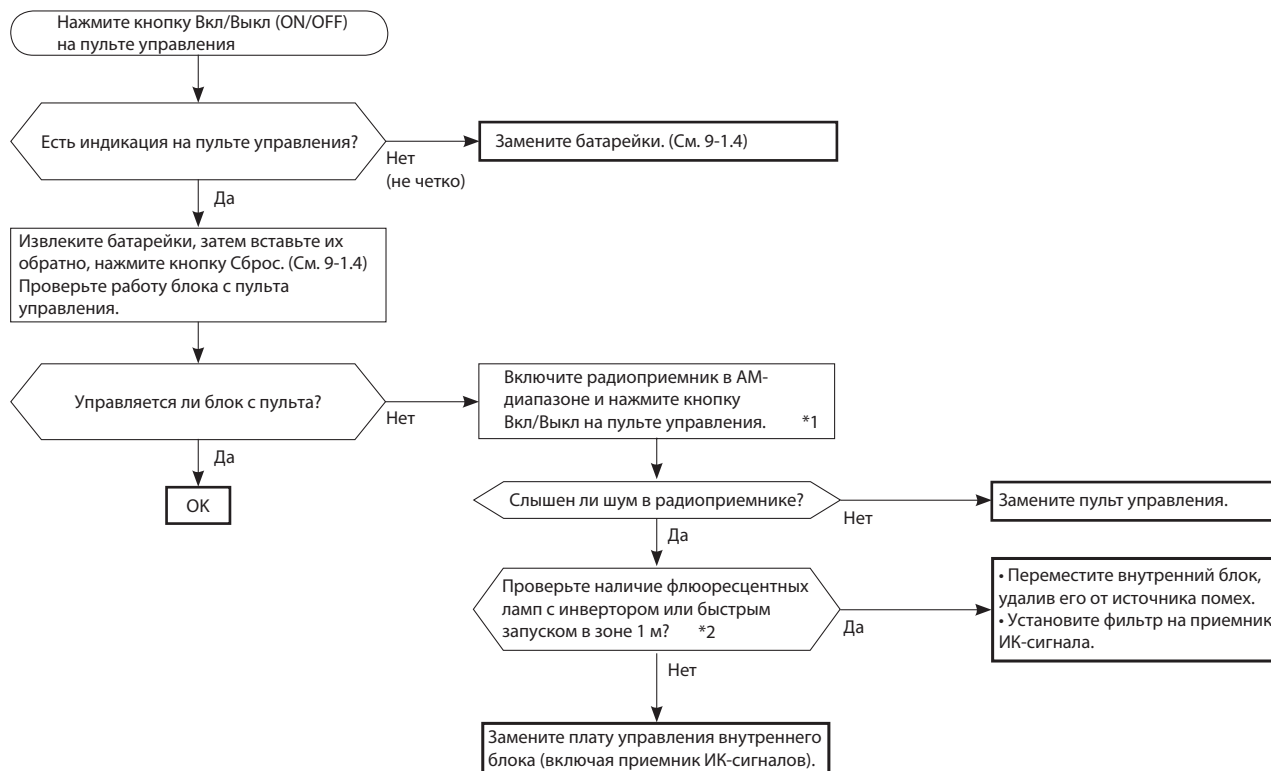 Нажмите кнопку Вкл/Выкл (ON/OFF)
на пульте управления
Есть индикация на пульте управления?
Нет
(не четко)
Замените батарейки. (См. 9-1.4)
Да
Извлеките батарейки, затем вставьте их
обратно, нажмите кнопку Сброс. (См. 9-1.4)
Проверьте работу блока с пульта
управления.
Управляется ли блок с пульта?
Нет
Включите радиоприемник в АМ-
диапазоне и нажмите кнопку
Вкл/Выкл на пульте управления. *1
Да
OK
Слышен ли шум в радиоприемнике?
Нет
Замените пульт управления.
Да
Проверьте наличие флюоресцентных
ламп с инвертором или быстрым
запуском в зоне 1 м? *2
Да
• Переместите внутренний блок,
удалив его от источника помех.
• Установите фильтр на приемник
ИК-сигнала.
Нет
Замените плату управления внутреннего
блока (включая приемник ИК-сигналов).